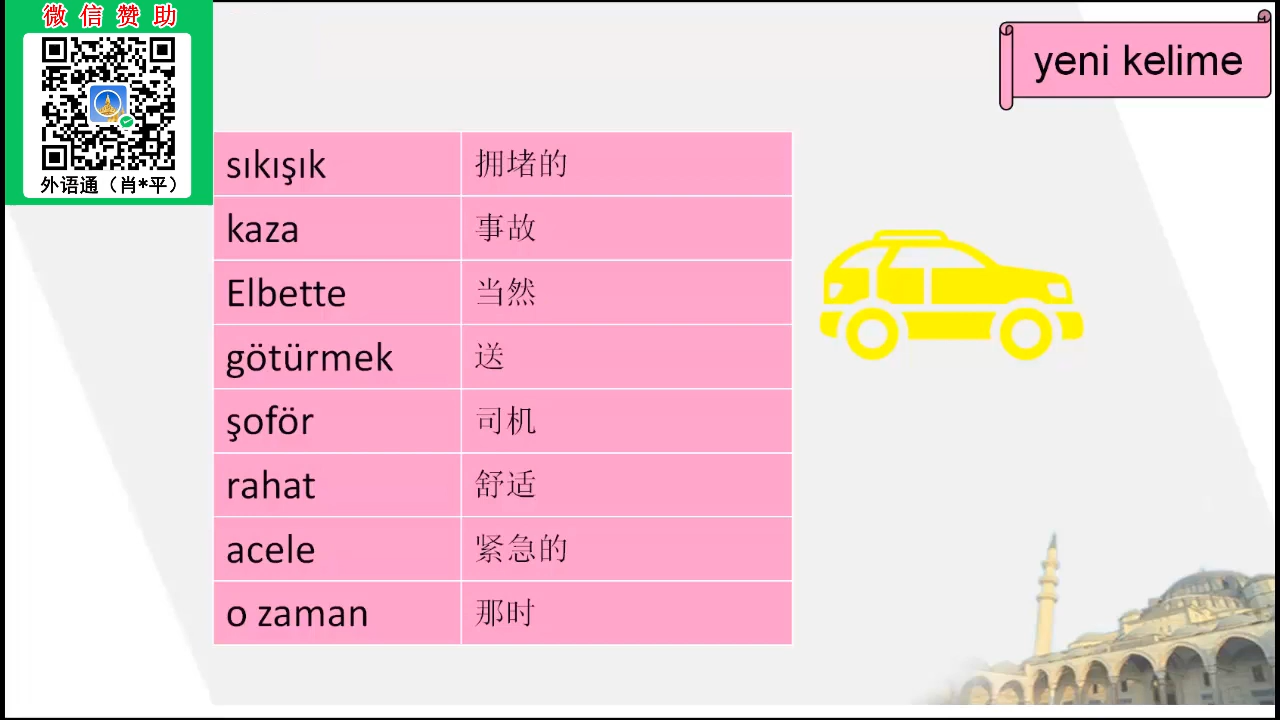 微信赞助
外语通（肖*平）
yeni kelime
sıkışık 拥堵的
kaza 事故
Elbette 当然
götürmek 送
şoför 司机
rahat 舒适
acele 紧急的
o zaman 那时